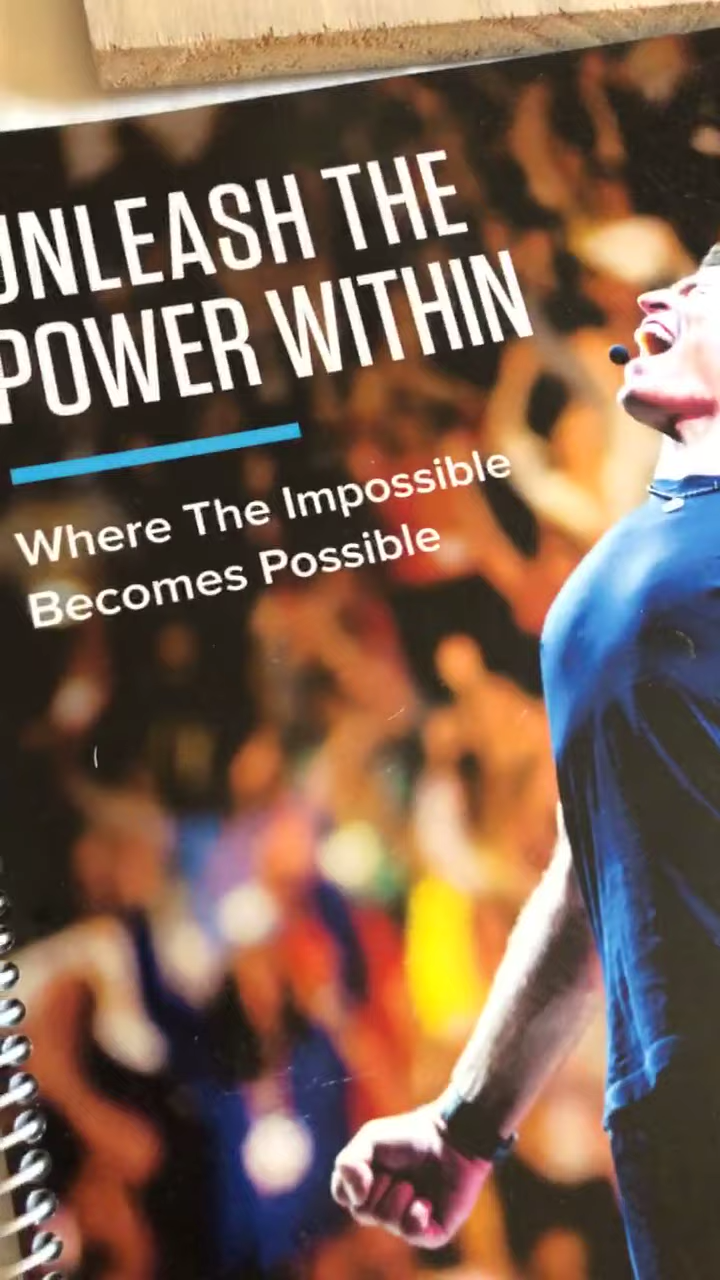 UNLEASH THE
POWER WITHIN
Where The Impossible
Becomes Possible